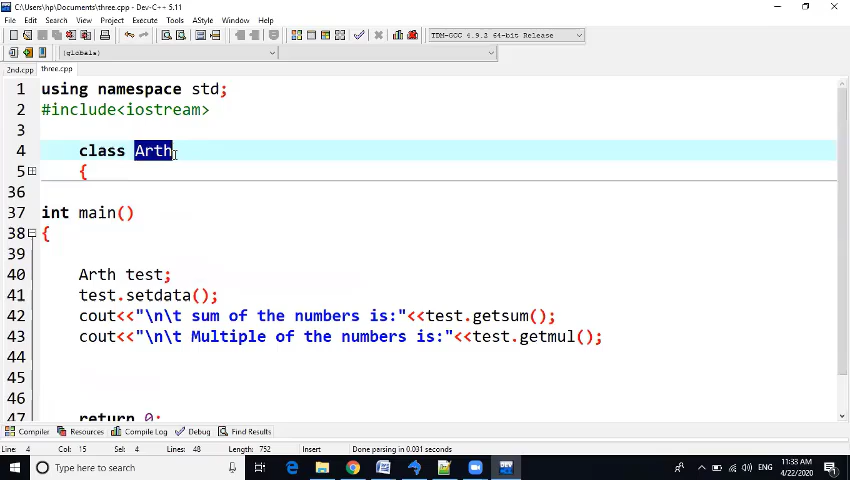 C:\Users\hp\Documents\three.cpp - Dev-C++ 5.11
File Edit Search View Project Execute Tools AStyle Window Help
TDM-GCC 4.9.2 64-bit Release
(globals)
2nd.cpp three.cpp
1 using namespace std;
2 #include<iostream>
3
4 class Arth
5 {
36
37 int main()
38 {
39
40 Arth test;
41 test.setdata();
42 cout<<"\n\t sum of the numbers is:"<<test.getsum();
43 cout<<"\n\t Multiple of the numbers is:"<<test.getmul();
44
45
46
47 return 0;
Compiler Resources Compile Log Debug Find Results
Line: 4 Col: 15 Sel: 4 Lines: 48 Length: 752 Insert Done parsing in 0.031 seconds
Type here to search
ENG
11:33 AM
4/22/2020